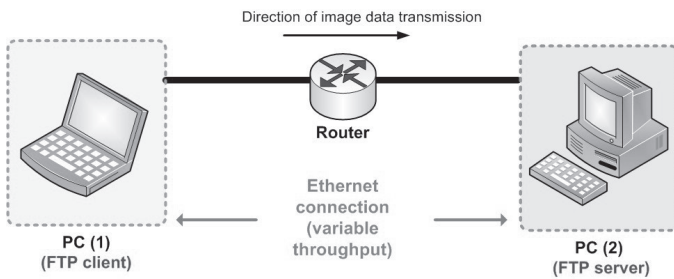 Direction of image data transmission
Router
Ethernet
connection
(variable
throughput)
PC (1)
(FTP client)
PC (2)
(FTP server)